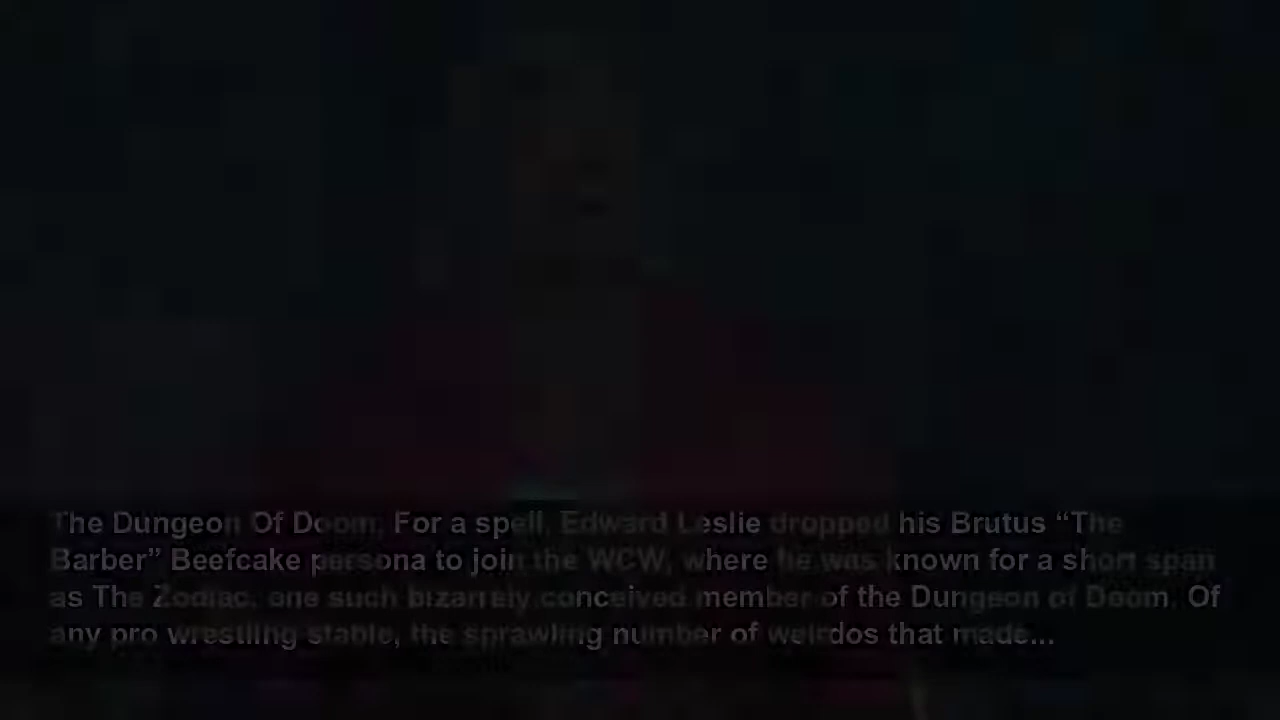 The Dungeon Of Doom, For a spell, Edward Leslie dropped his Brutus “The
Barber” Beefcake persona to join the WCW, where he was known for a short span
as The Zodiac, one such bizarrely conceived member of the Dungeon of Doom. Of
any pro wrestling stable, the sprawling number of weirdos that made...